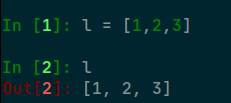 In [1]: l = [1,2,3]
In [2]: l
Out[2]: [1, 2, 3]